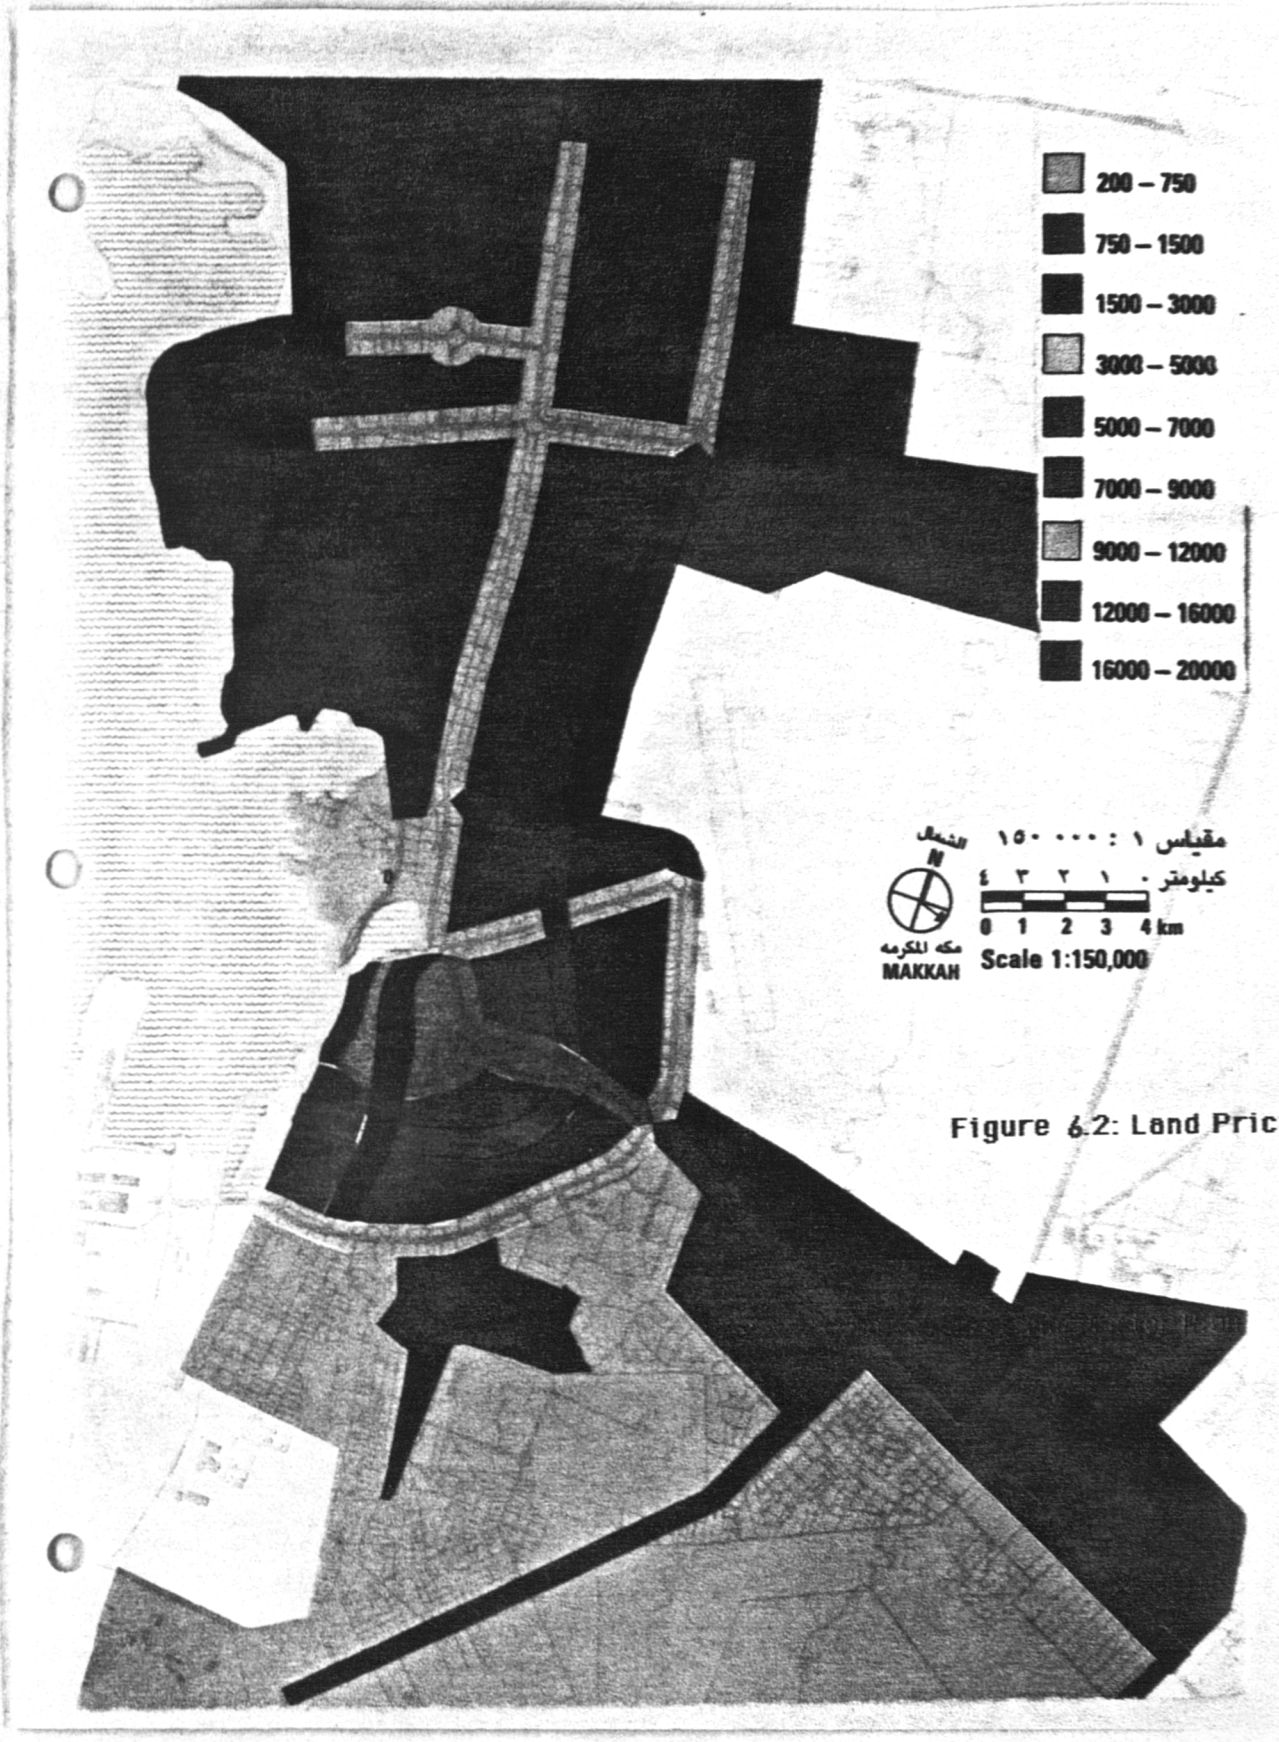 200 – 750
750 – 1500
1500 – 3000
3000 – 5000
5000 – 7000
7000 – 9000
9000 – 12000
12000 – 16000
16000 – 20000
الشمال
N
مكه المكرمه
MAKKAH
مقياس ١ : ١٥٠ ٠٠٠
كيلومتر ٠ ١ ٢ ٣ ٤
0 1 2 3 4 km
Scale 1:150,000
Figure 6.2: Land Pric